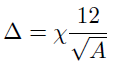 Δ = χ 12/√A